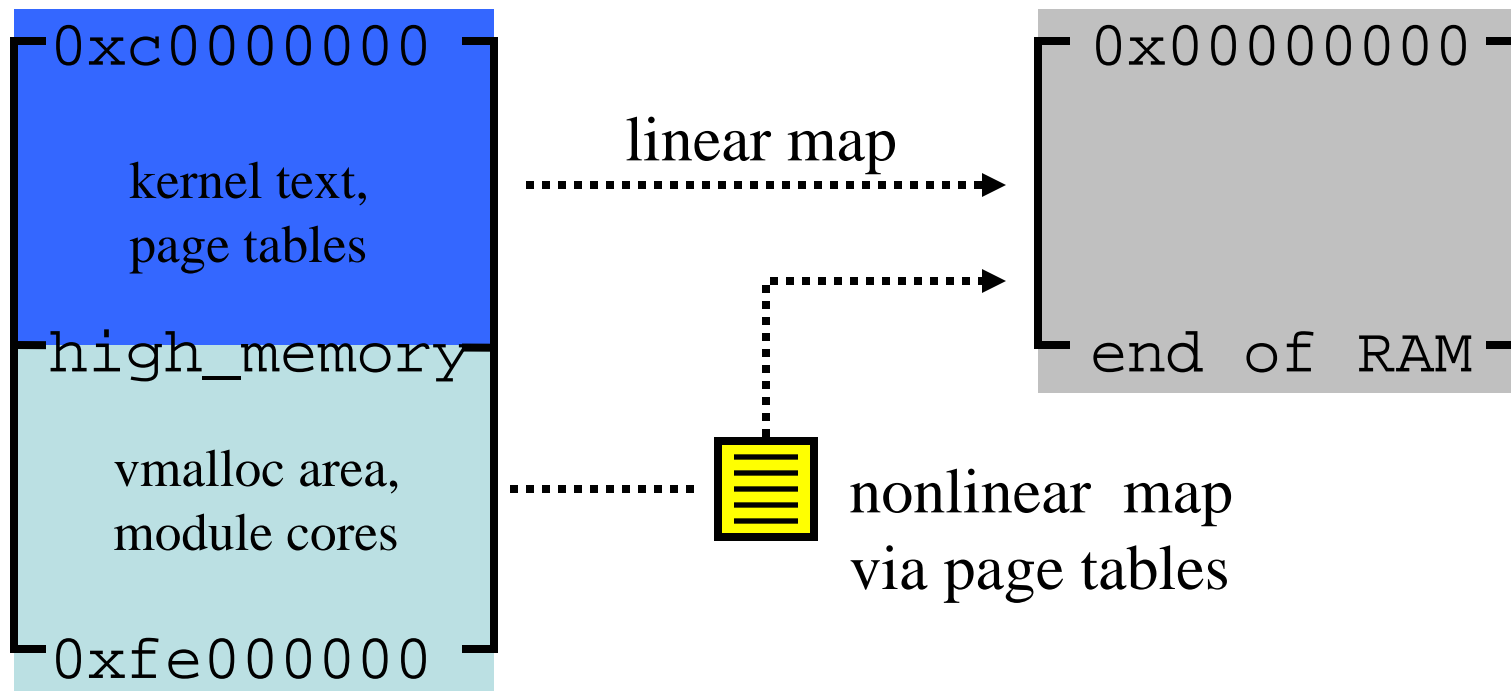 0xc0000000
kernel text,
page tables
high_memory
vmalloc area,
module cores
0xfe000000
linear map
nonlinear map
via page tables
0x00000000
end of RAM